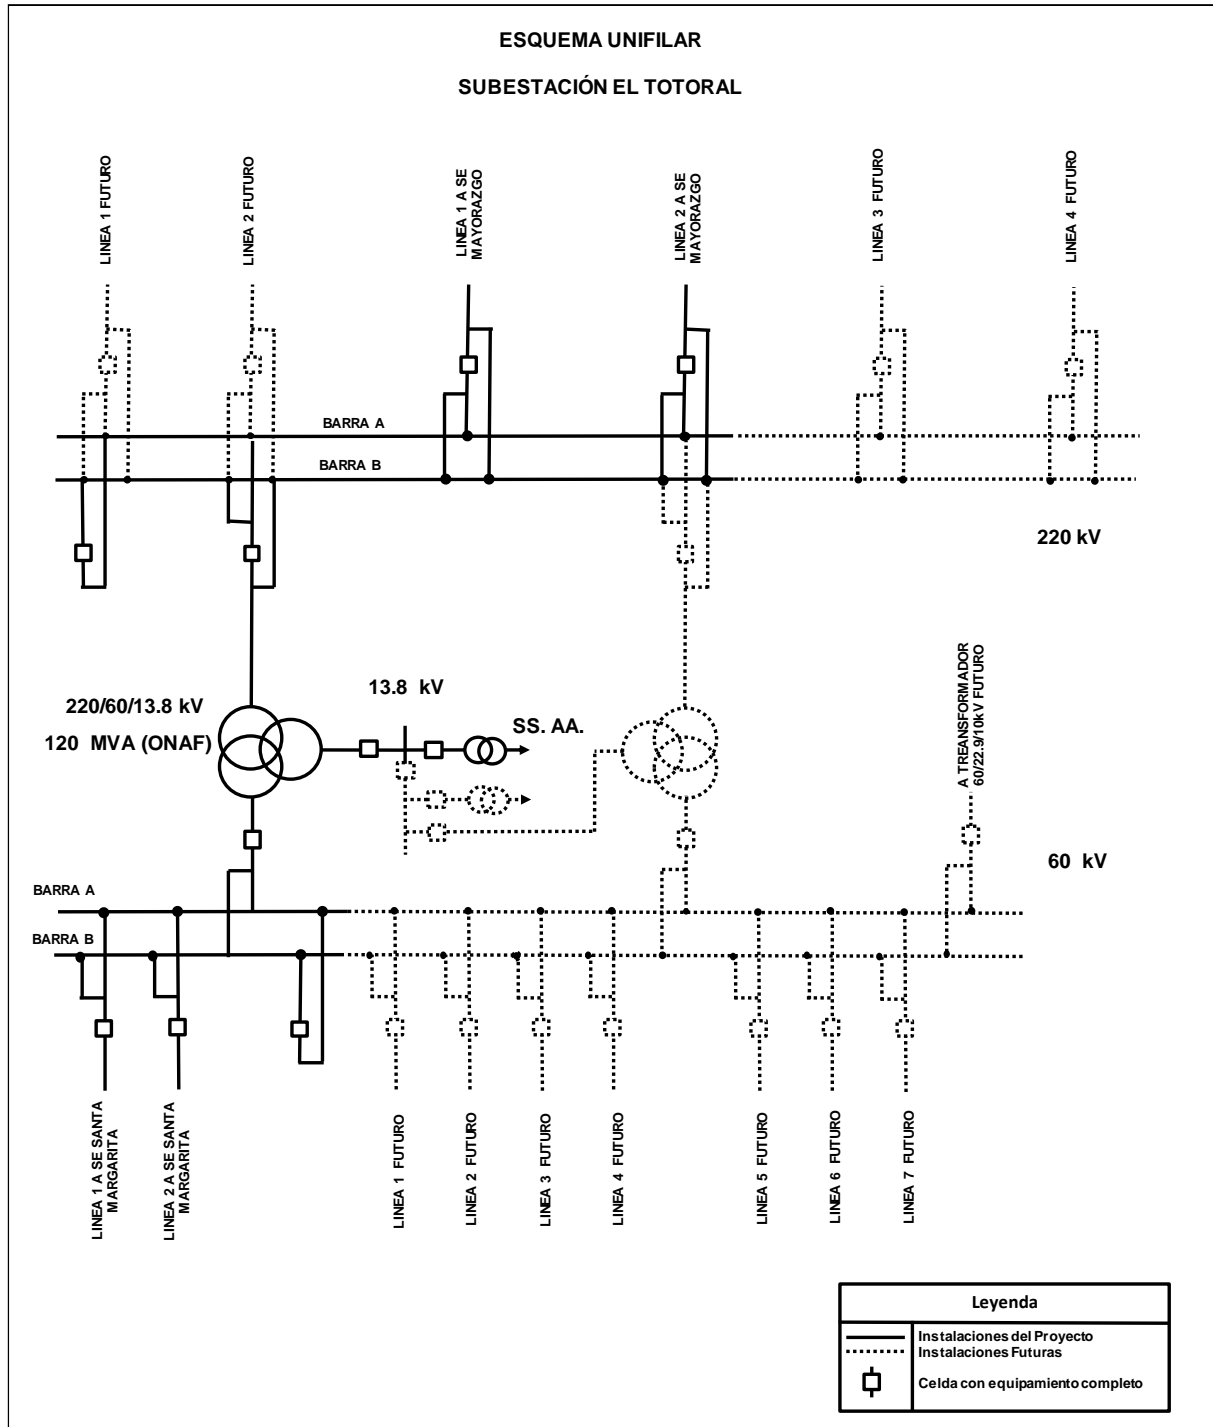 ESQUEMA UNIFILAR
SUBESTACIÓN EL TOTORAL
LINEA 1 FUTURO
LINEA 2 FUTURO
LINEA 1 A SE
MAYORAZGO
LINEA 2 A SE
MAYORAZGO
LINEA 3 FUTURO
LINEA 4 FUTURO
BARRA A
BARRA B
220 kV
220/60/13.8 kV
120 MVA (ONAF)
13.8 kV
SS. AA.
A TREANSFORMADOR
60/22.9/10kV FUTURO
60 kV
BARRA A
BARRA B
LINEA 1 A SE SANTA
MARGARITA
LINEA 2 A SE SANTA
MARGARITA
LINEA 1 FUTURO
LINEA 2 FUTURO
LINEA 3 FUTURO
LINEA 4 FUTURO
LINEA 5 FUTURO
LINEA 6 FUTURO
LINEA 7 FUTURO
Leyenda
Instalaciones del Proyecto
Instalaciones Futuras
Celda con equipamiento completo